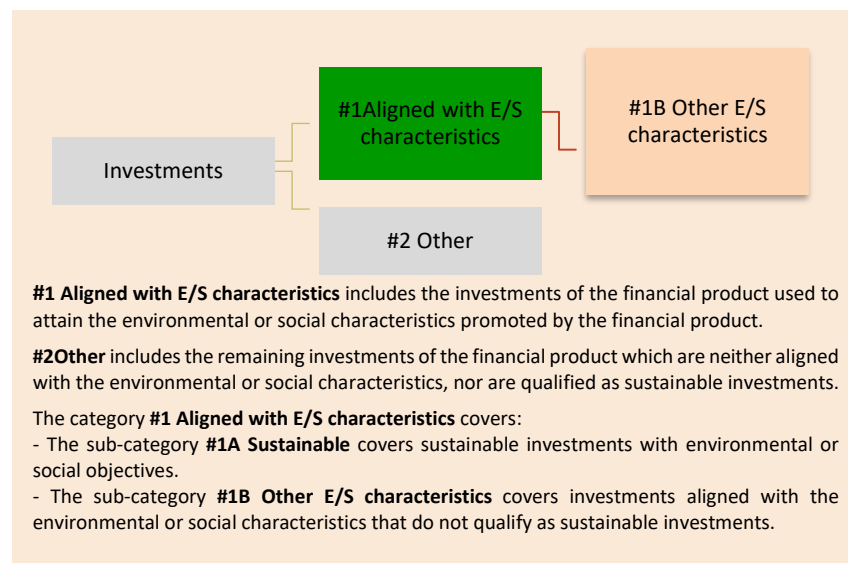 #1Aligned with E/S
characteristics
#1B Other E/S
characteristics
Investments
#2 Other
#1 Aligned with E/S characteristics includes the investments of the financial product used to
attain the environmental or social characteristics promoted by the financial product.
#2Other includes the remaining investments of the financial product which are neither aligned
with the environmental or social characteristics, nor are qualified as sustainable investments.
The category #1 Aligned with E/S characteristics covers:
- The sub-category #1A Sustainable covers sustainable investments with environmental or
social objectives.
- The sub-category #1B Other E/S characteristics covers investments aligned with the
environmental or social characteristics that do not qualify as sustainable investments.